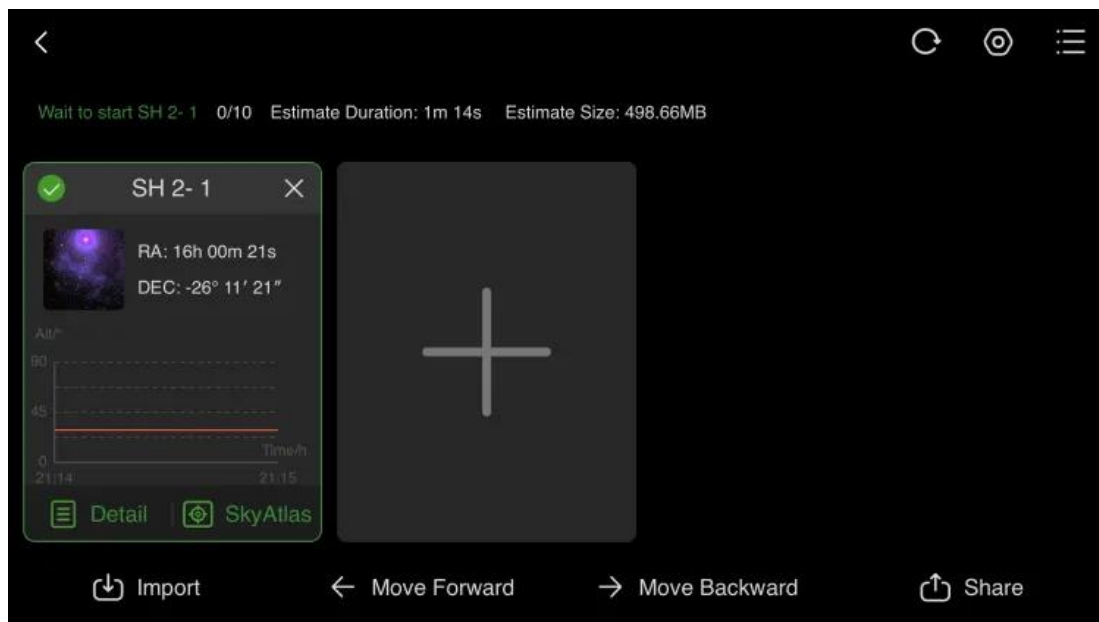 Wait to start SH 2- 1 0/10 Estimate Duration: 1m 14s Estimate Size: 498.66MB
SH 2- 1
RA: 16h 00m 21s
DEC: -26° 11′ 21″
Alt/°
90
45
Time/h
0
21:14 21:15
Detail SkyAtlas
Import Move Forward Move Backward Share